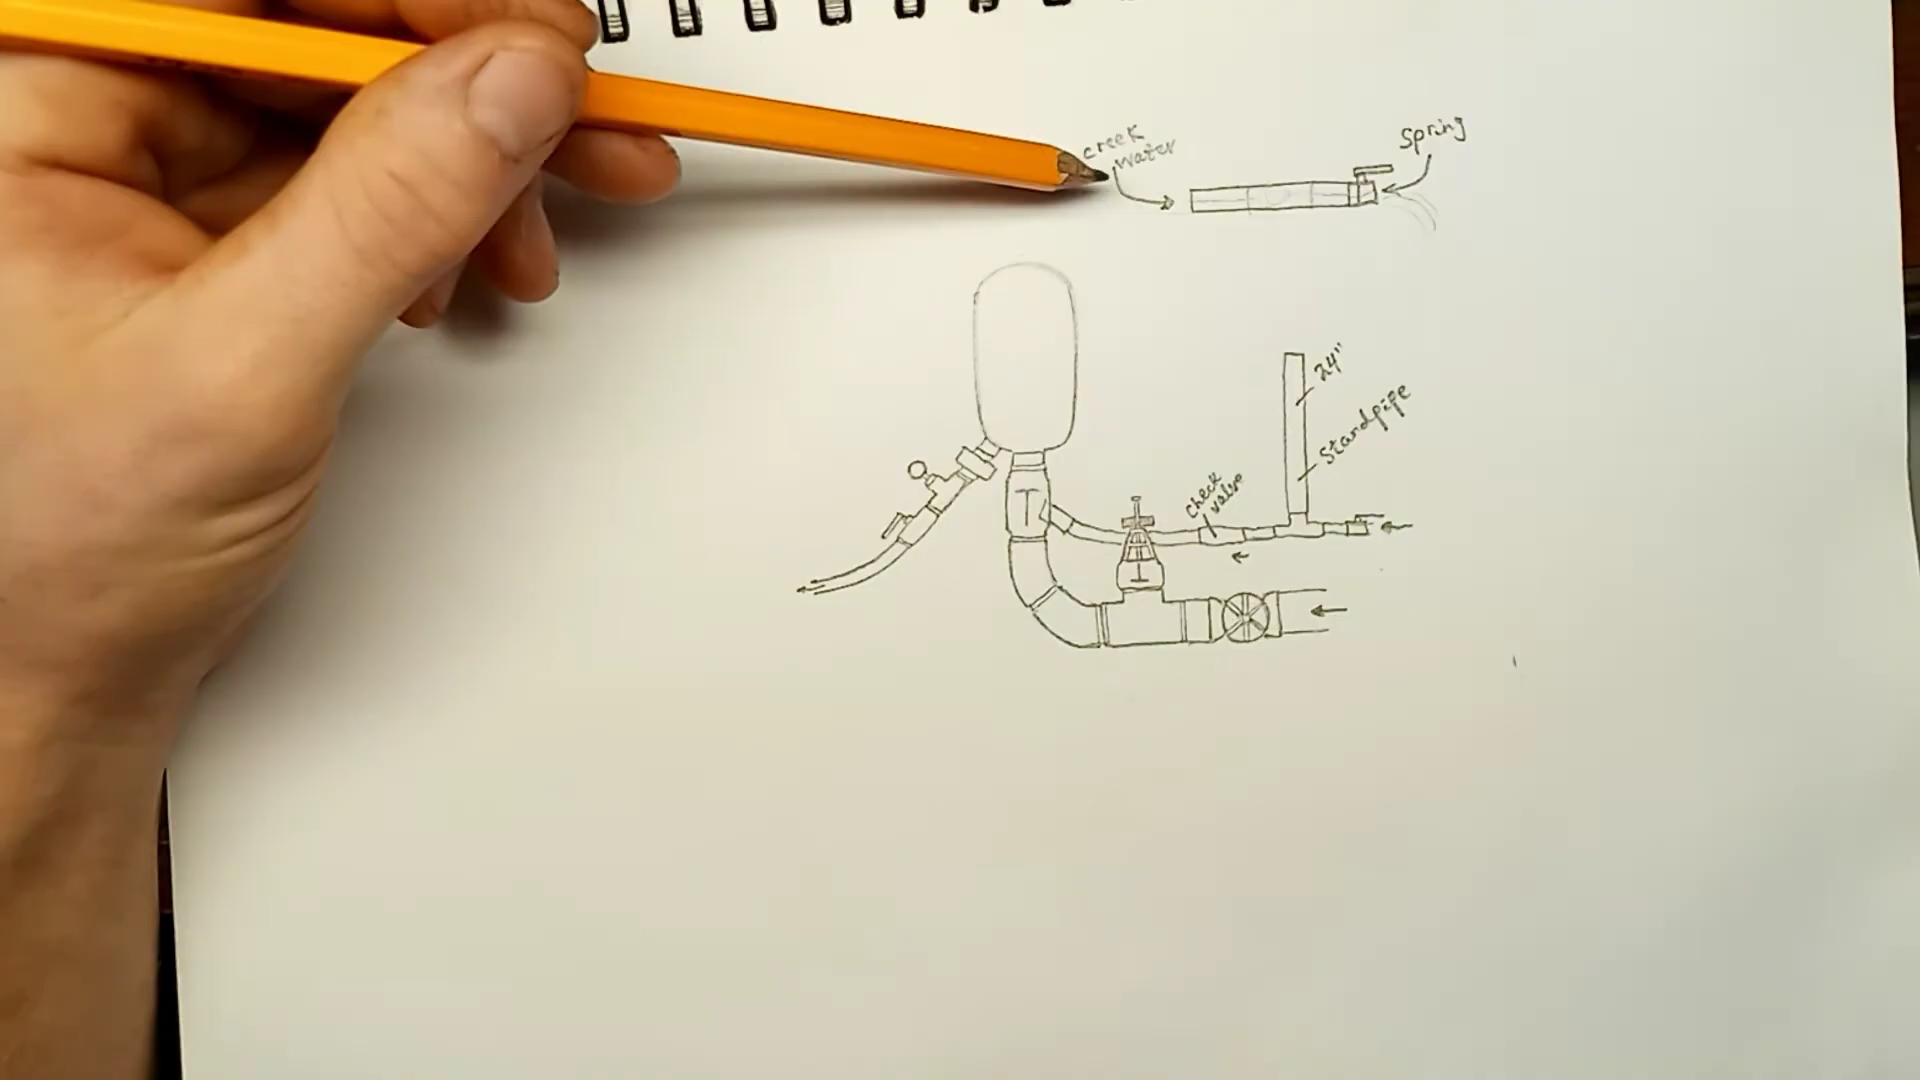 creek
water
Spring
24"
Standpipe
check
valve
T
T